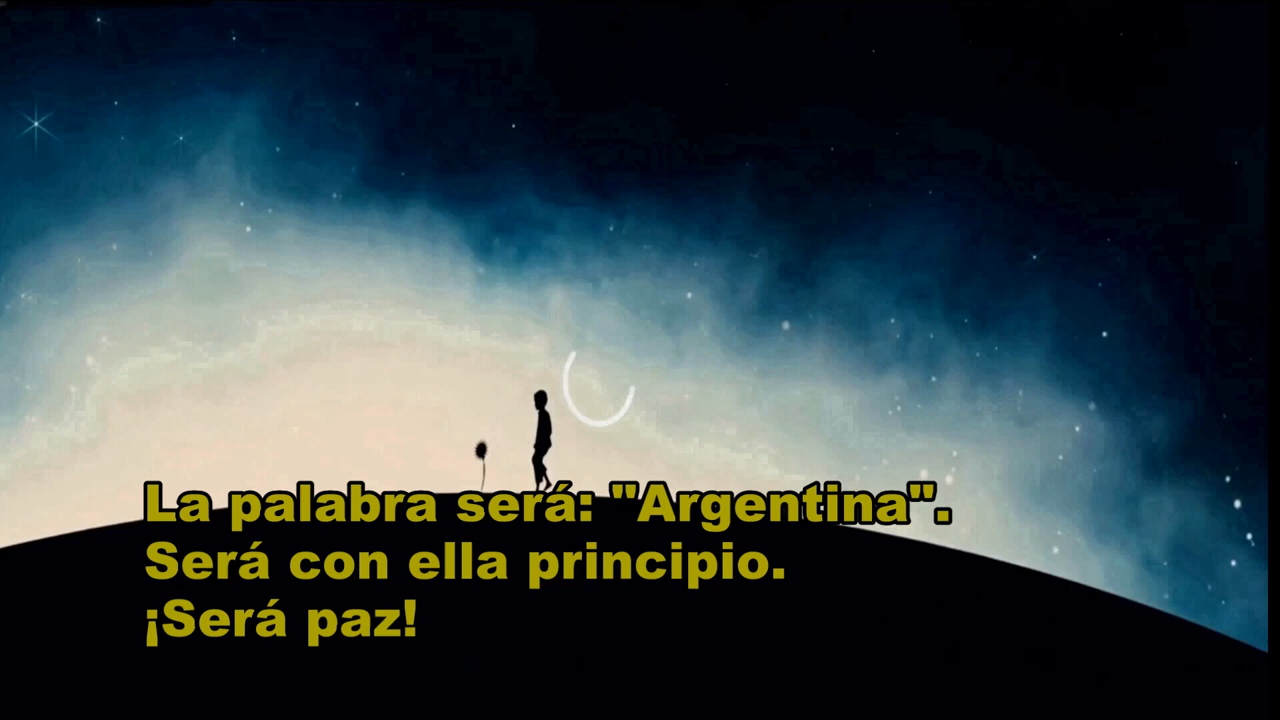 La palabra será: "Argentina".
Será con ella principio.
¡Será paz!